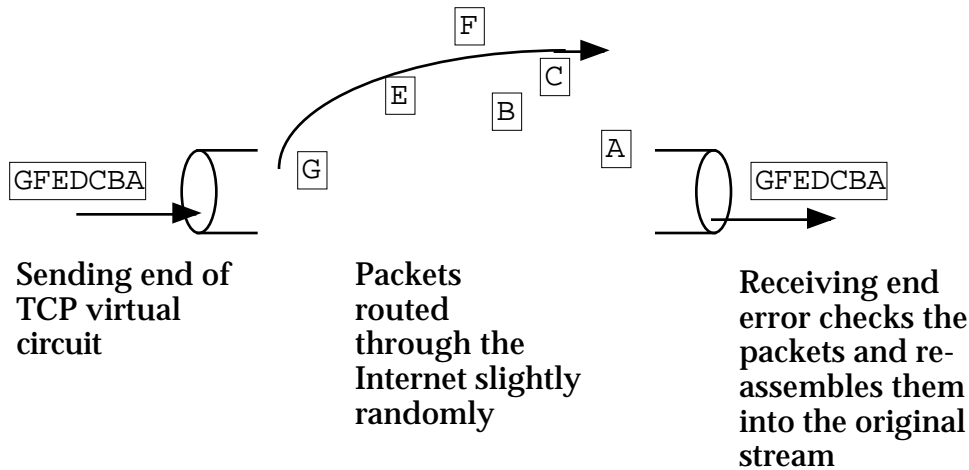 F
E
C
B
A
G
GFEDCBA
GFEDCBA
Sending end of
TCP virtual
circuit
Packets
routed
through the
Internet slightly
randomly
Receiving end
error checks the
packets and re-
assembles them
into the original
stream